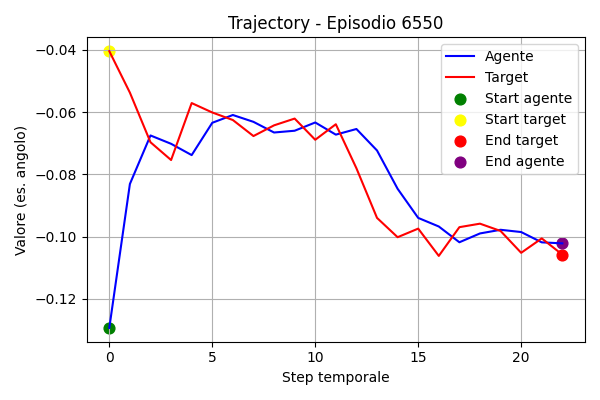 Trajectory - Episodio 6550
Valore (es. angolo)
−0.04
−0.06
−0.08
−0.10
−0.12
0
5
10
15
20
Step temporale
Agente
Target
Start agente
Start target
End target
End agente